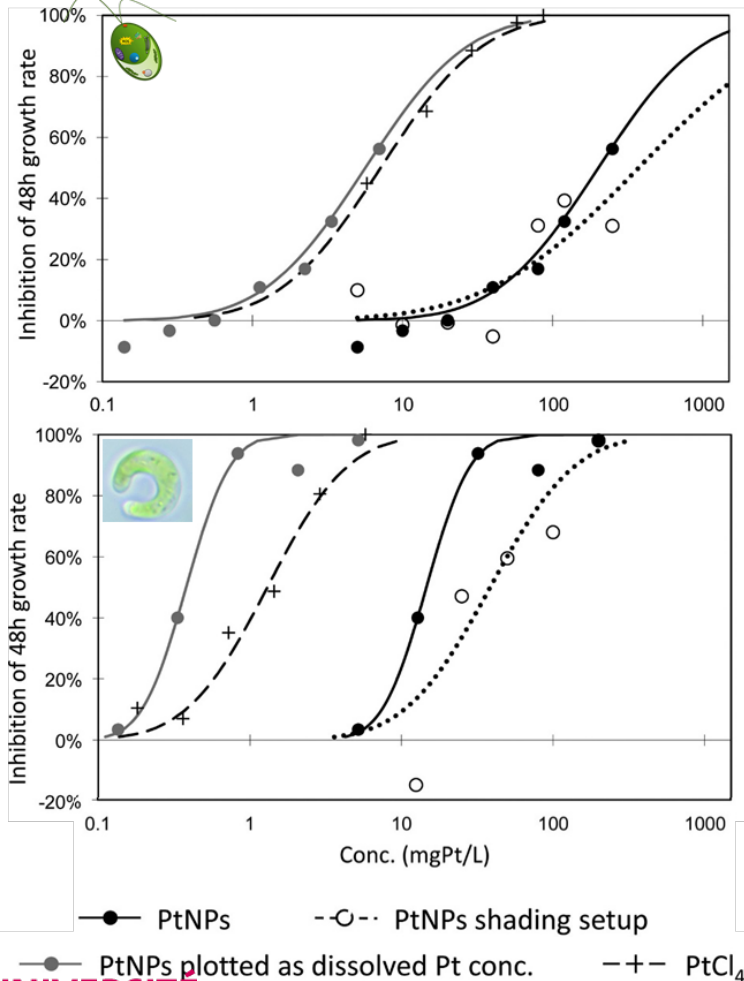 100%
80%
60%
40%
20%
0%
-20%
Inhibition of 48h growth rate
0.1 1 10 100 1000
100%
80%
60%
40%
20%
0%
-20%
Inhibition of 48h growth rate
0.1 1 10 100 1000
Conc. (mgPt/L)
PtNPs PtNPs shading setup
PtNPs plotted as dissolved Pt conc. PtCl4